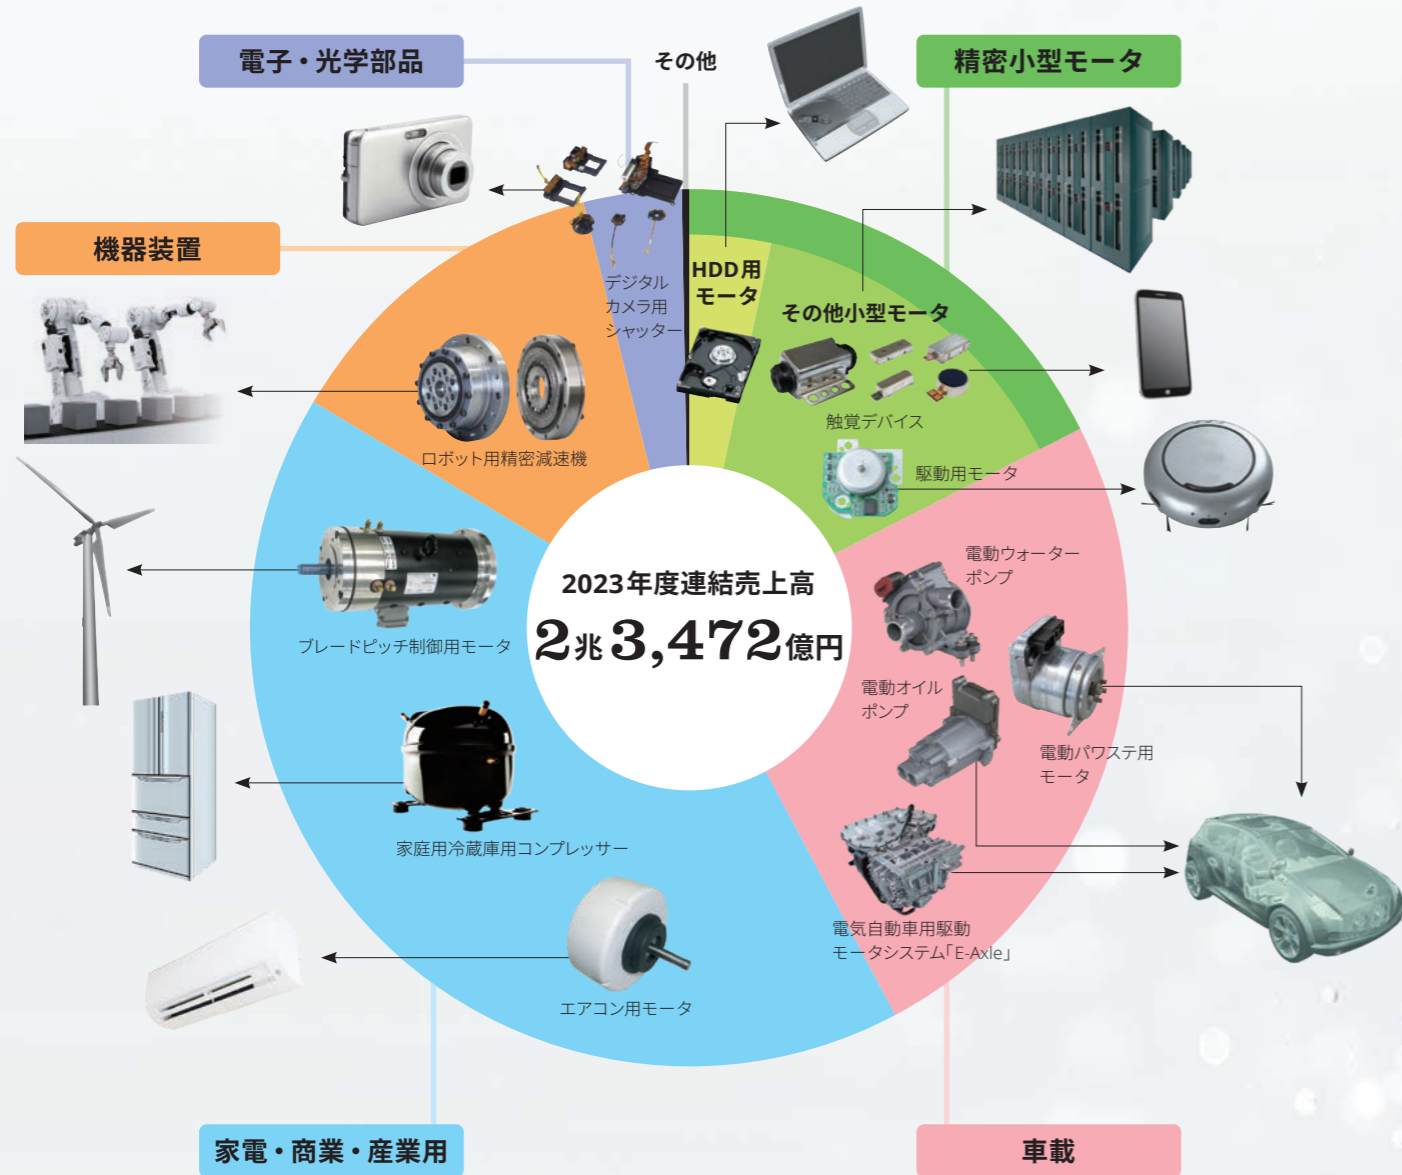 電子・光学部品
その他
精密小型モータ
機器装置
デジタル
カメラ用
シャッター
HDD用
モータ
その他小型モータ
触覚デバイス
駆動用モータ
ロボット用精密減速機
電動ウォーター
ポンプ
2023年度連結売上高
2兆3,472億円
ブレードピッチ制御用モータ
電動オイル
ポンプ
電動パワステ用
モータ
家庭用冷蔵庫用コンプレッサー
電気自動車用駆動
モータシステム「E-Axle」
エアコン用モータ
家電・商業・産業用
車載